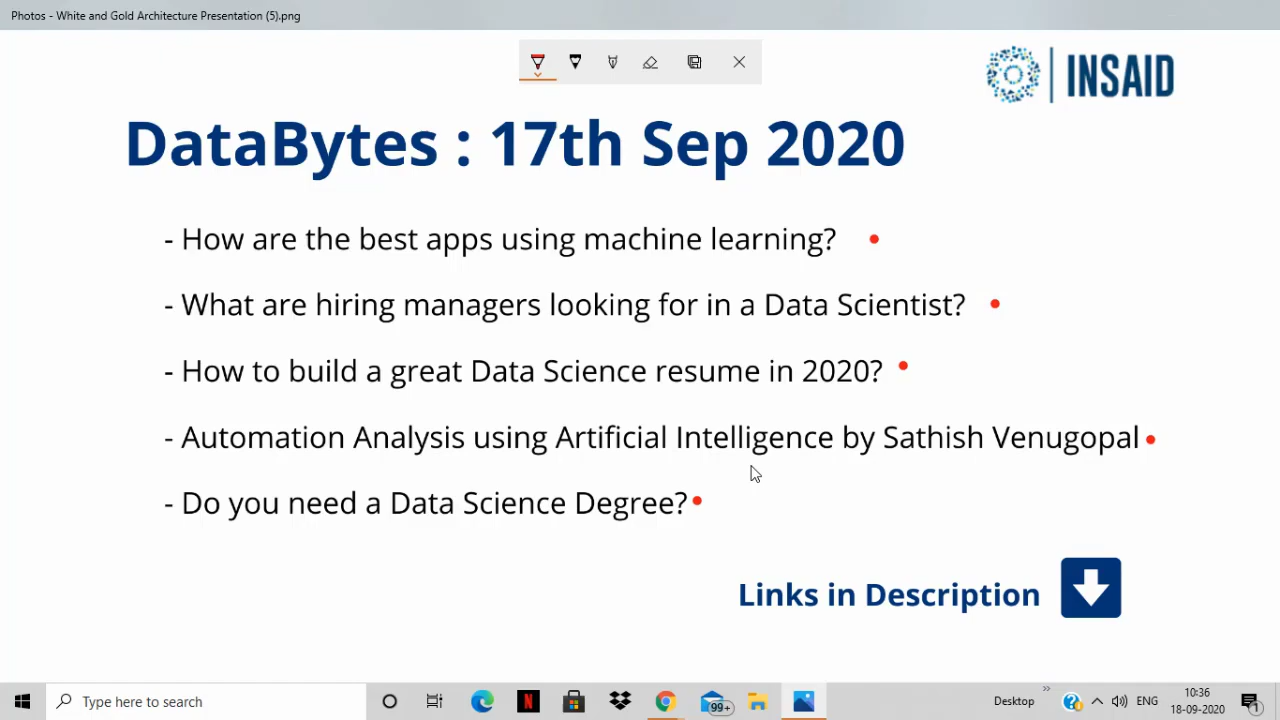 Photos - White and Gold Architecture Presentation (5).png
INSAID
DataBytes : 17th Sep 2020
- How are the best apps using machine learning?
- What are hiring managers looking for in a Data Scientist?
- How to build a great Data Science resume in 2020?
- Automation Analysis using Artificial Intelligence by Sathish Venugopal
- Do you need a Data Science Degree?
Links in Description
Type here to search
N
99+
Desktop
»
ENG
10:36
18-09-2020
1